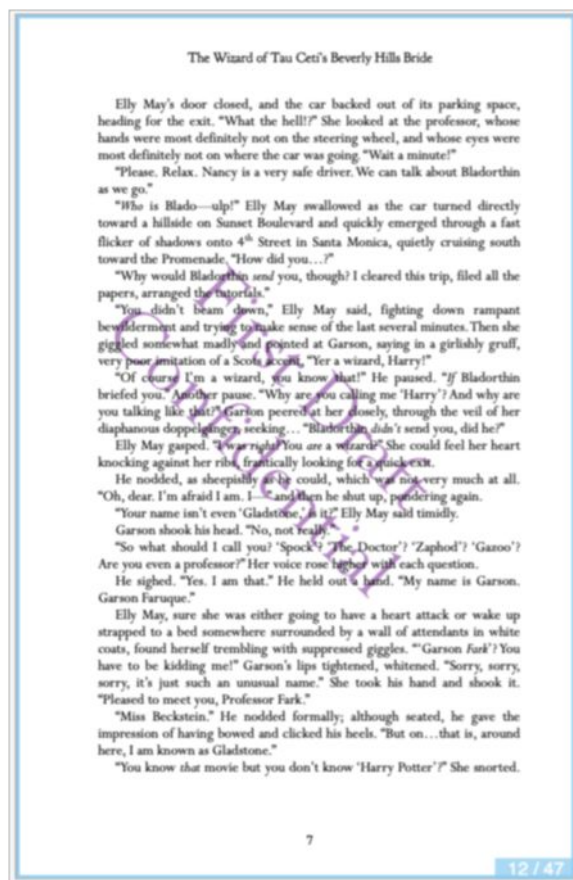 The Wizard of Tau Ceti's Beverly Hills Bride
Elly May's door closed, and the car backed out of its parking space,
heading for the exit. "What the hell!?" She looked at the professor, whose
hands were most definitely not on the steering wheel, and whose eyes were
most definitely not on where the car was going. "Wait a minute!"
"Please. Relax. Nancy is a very safe driver. We can talk about Bladorthin
as we go."
"Who is Blado—ulp!" Elly May swallowed as the car turned directly
toward a hillside on Sunset Boulevard and quickly emerged through a fast
flicker of shadows onto 4th Street in Santa Monica, quietly cruising south
toward the Promenade. "How did you…?"
"Why would Bladorthin send you, though? I cleared this trip, filed all the
papers, arranged the tutorials."
"You didn't beam down," Elly May said, fighting down rampant
bewilderment and trying to make sense of the last several minutes. Then she
giggled somewhat madly and pointed at Garson, saying in a girlishly gruff,
very poor imitation of a Scots accent, "Yer a wizard, Harry!"
"Of course I'm a wizard, you know that!" He paused. "If Bladorthin
briefed you." Another pause. "Why are you calling me 'Harry'? And why are
you talking like that?" Garson peered at her closely, through the veil of her
diaphanous doppelganger, seeking… "Bladorthin didn't send you, did he?"
Elly May gasped. "I was right! You are a wizard!" She could feel her heart
knocking against her ribs, frantically looking for a quick exit.
He nodded, as sheepishly as he could, which was not very much at all.
"Oh, dear. I'm afraid I am. I—" and then he shut up, pondering again.
"Your name isn't even 'Gladstone,' is it?" Elly May said timidly.
Garson shook his head. "No, not really."
"So what should I call you? 'Spock'? 'The Doctor'? 'Zaphod'? 'Gazoo'?
Are you even a professor?" Her voice rose higher with each question.
He sighed. "Yes. I am that." He held out a hand. "My name is Garson.
Garson Faruque."
Elly May, sure she was either going to have a heart attack or wake up
strapped to a bed somewhere surrounded by a wall of attendants in white
coats, found herself trembling with suppressed giggles. "'Garson Fark'? You
have to be kidding me!" Garson's lips tightened, whitened. "Sorry, sorry,
sorry, it's just such an unusual name." She took his hand and shook it.
"Pleased to meet you, Professor Fark."
"Miss Beckstein." He nodded formally; although seated, he gave the
impression of having bowed and clicked his heels. "But on…that is, around
here, I am known as Gladstone."
"You know that movie but you don't know 'Harry Potter'?" She snorted.
First Draft
Confidential
7
12 / 47